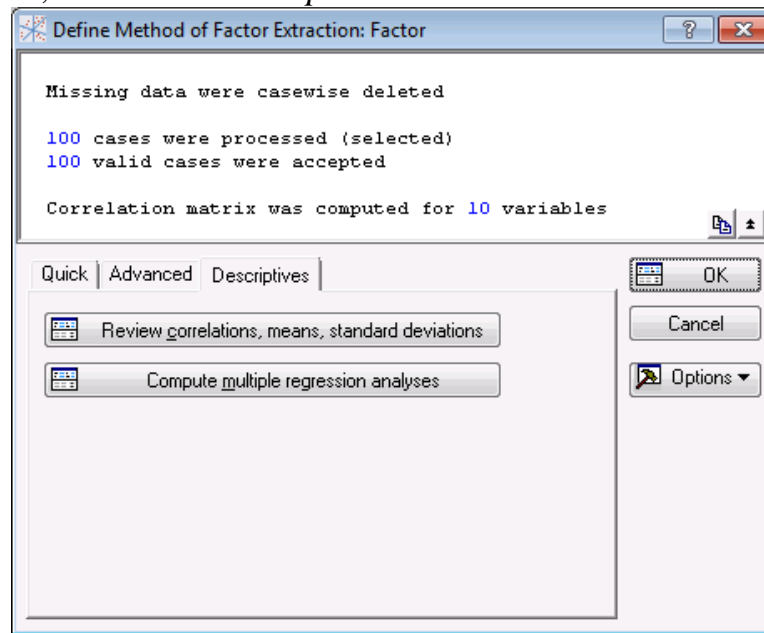 Define Method of Factor Extraction: Factor
Missing data were casewise deleted
100 cases were processed (selected)
100 valid cases were accepted
Correlation matrix was computed for 10 variables
Quick Advanced Descriptives
OK
Review correlations, means, standard deviations
Cancel
Compute multiple regression analyses
Options